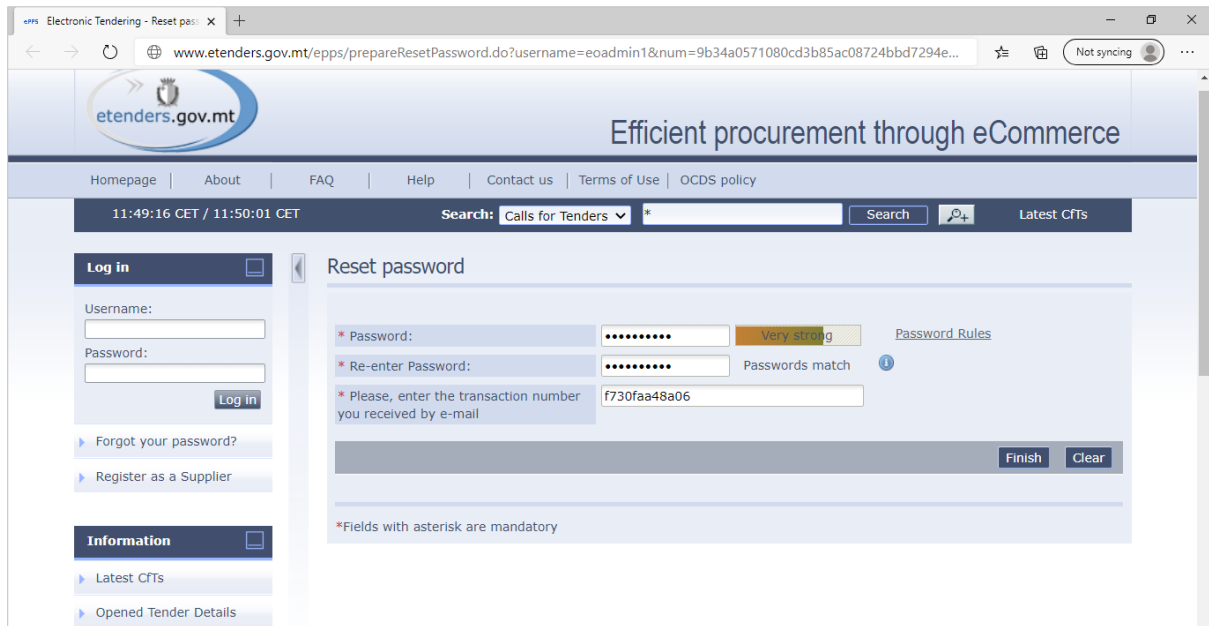 ePPS Electronic Tendering - Reset pas
www.etenders.gov.mt/epps/prepareResetPassword.do?username=eoadmin1&num=9b34a0571080cd3b85ac08724bbd7294e...
Not syncing
etenders.gov.mt
Efficient procurement through eCommerce
Homepage | About | FAQ | Help | Contact us | Terms of Use | OCDS policy
11:49:16 CET / 11:50:01 CET Search: Calls for Tenders * Search Latest CfTs
Log in
Username:
Password:
Log in
Forgot your password?
Register as a Supplier
Information
Latest CfTs
Opened Tender Details
Reset password
* Password: •••••••••• Very strong Password Rules
* Re-enter Password: •••••••••• Passwords match
* Please, enter the transaction number f730faa48a06
you received by e-mail
Finish Clear
*Fields with asterisk are mandatory